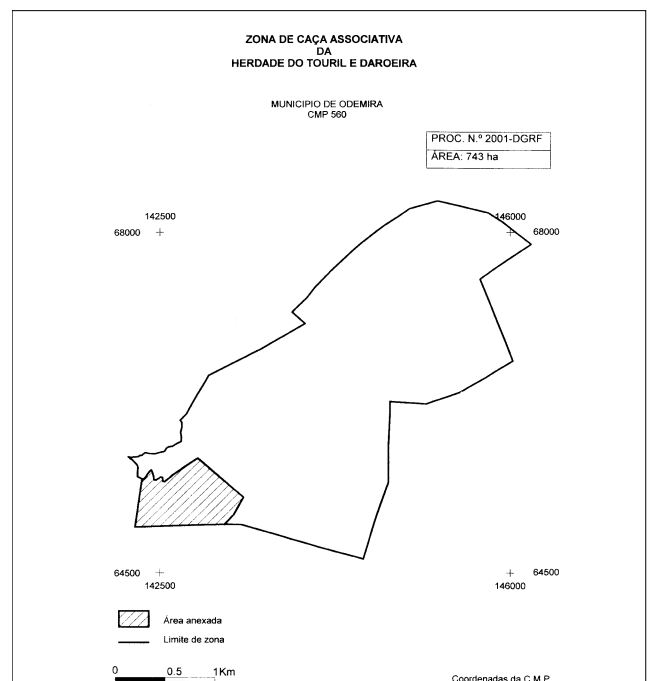 ZONA DE CAÇA ASSOCIATIVA
DA
HERDADE DO TOURIL E DAROEIRA
MUNICIPIO DE ODEMIRA
CMP 560
PROC. N.º 2001-DGRF
ÁREA: 743 ha
142500
146000
68000
68000
64500
64500
142500
146000
Área anexada
Limite de zona
0 0.5 1Km
Coordenadas da C.M.P.